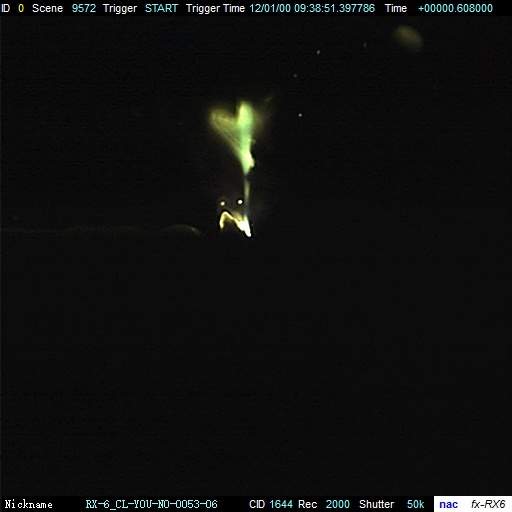 ID 0 Scene 9572 Trigger START Trigger Time 12/01/00 09:38:51.397786 Time +00000.608000
Nickname RX-6_CL-YOU-NO-0053-06 CID 1644 Rec 2000 Shutter 50k nac fx-RX6